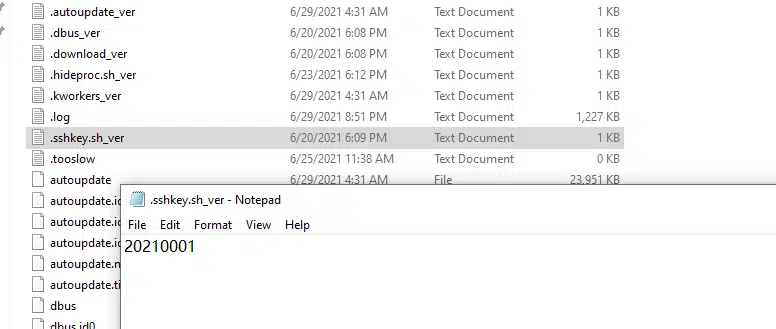 .autoupdate_ver 6/29/2021 4:31 AM Text Document 1 KB
.dbus_ver 6/20/2021 6:08 PM Text Document 1 KB
.download_ver 6/20/2021 6:08 PM Text Document 1 KB
.hideproc.sh_ver 6/23/2021 6:12 PM Text Document 1 KB
.kworkers_ver 6/29/2021 4:31 AM Text Document 1 KB
.log 6/29/2021 8:51 PM Text Document 1,227 KB
.sshkey.sh_ver 6/20/2021 6:09 PM Text Document 1 KB
.tooslow 6/25/2021 11:38 AM Text Document 0 KB
autoupdate 6/29/2021 4:31 AM File 23,951 KB
autoupdate.id
autoupdate.id
autoupdate.id
autoupdate.n
autoupdate.ti
dbus
dbus.id0
.sshkey.sh_ver - Notepad
File Edit Format View Help
20210001